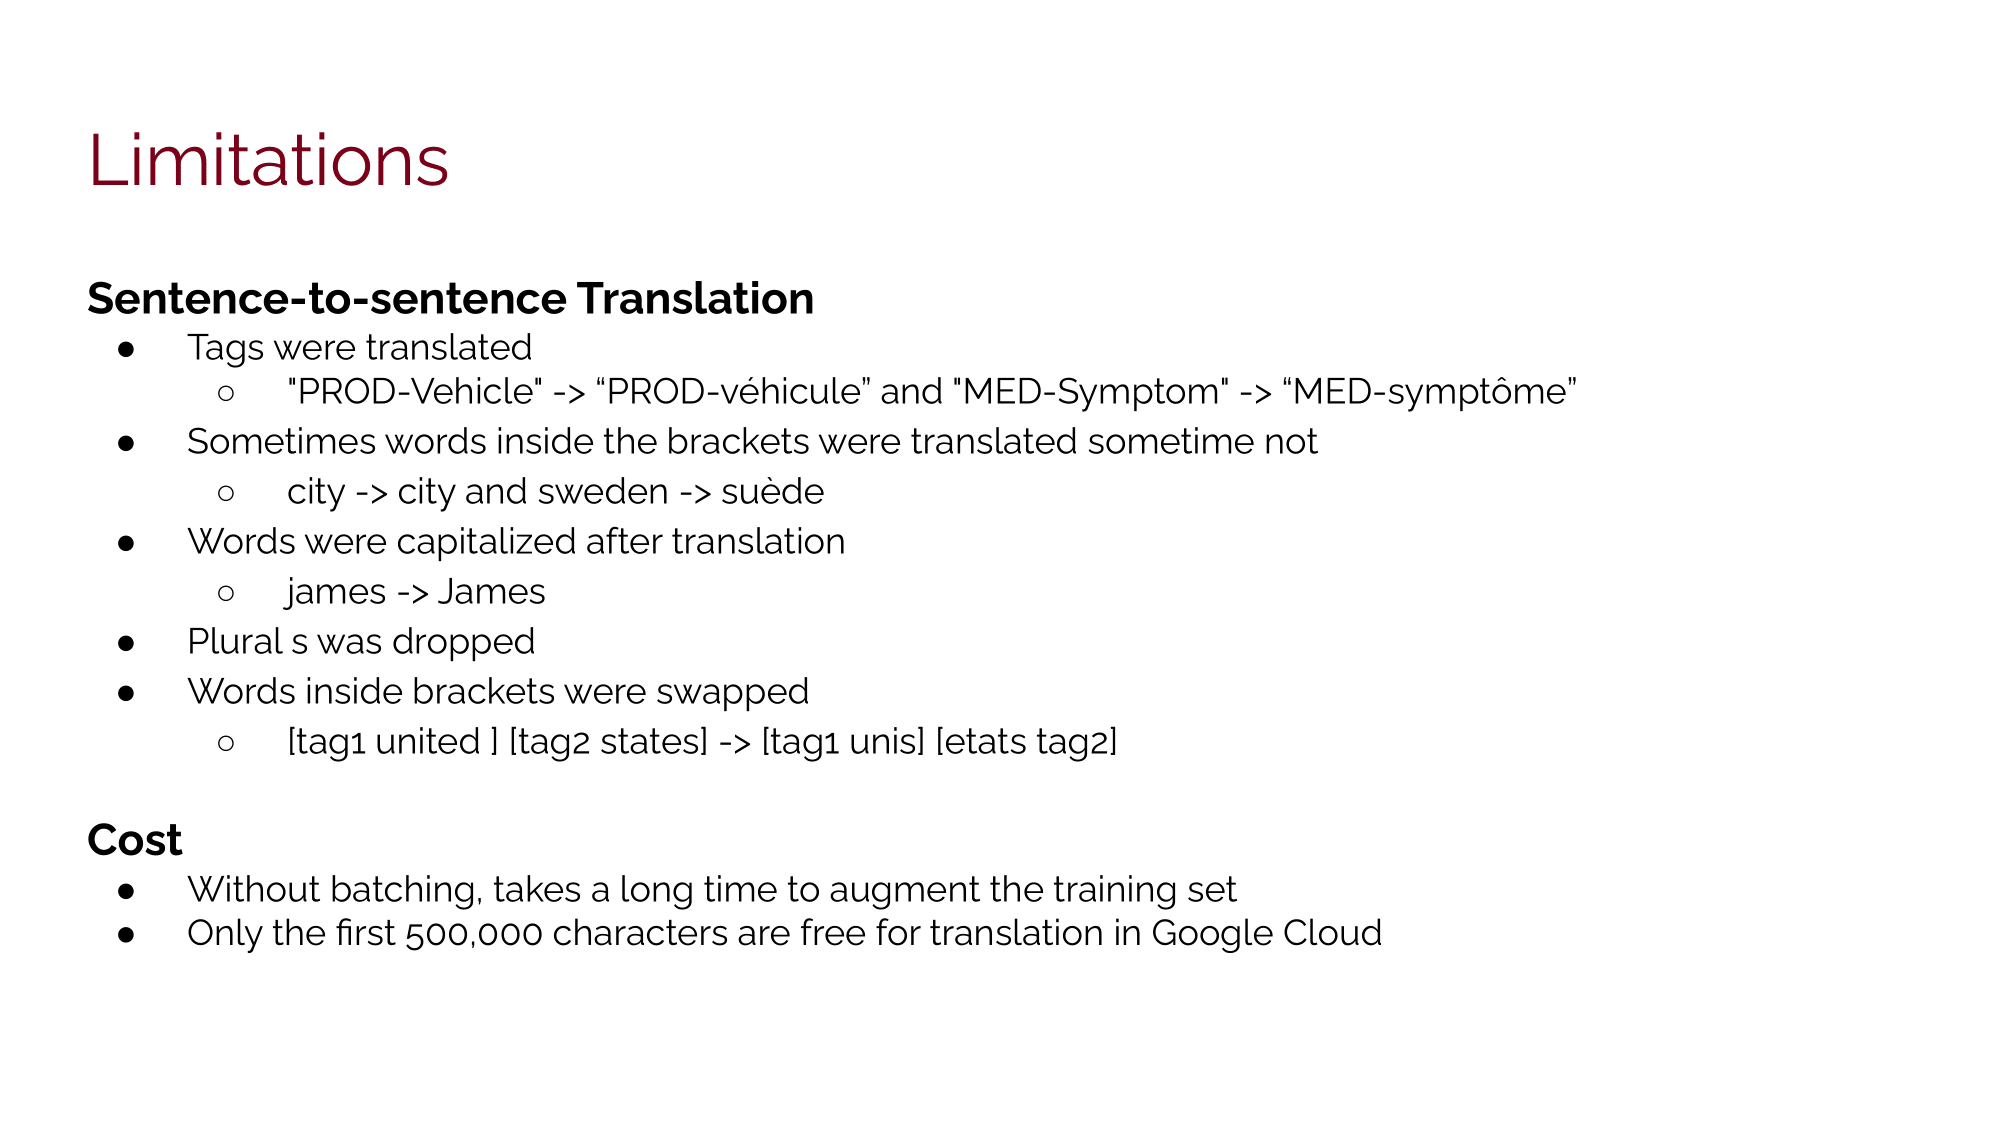 Limitations
Sentence-to-sentence Translation
● Tags were translated
○ "PROD-Vehicle" -> “PROD-véhicule” and "MED-Symptom" -> “MED-symptôme”
● Sometimes words inside the brackets were translated sometime not
○ city -> city and sweden -> suède
● Words were capitalized after translation
○ james -> James
● Plural s was dropped
● Words inside brackets were swapped
○ [tag1 united ] [tag2 states] -> [tag1 unis] [etats tag2]
Cost
● Without batching, takes a long time to augment the training set
● Only the first 500,000 characters are free for translation in Google Cloud